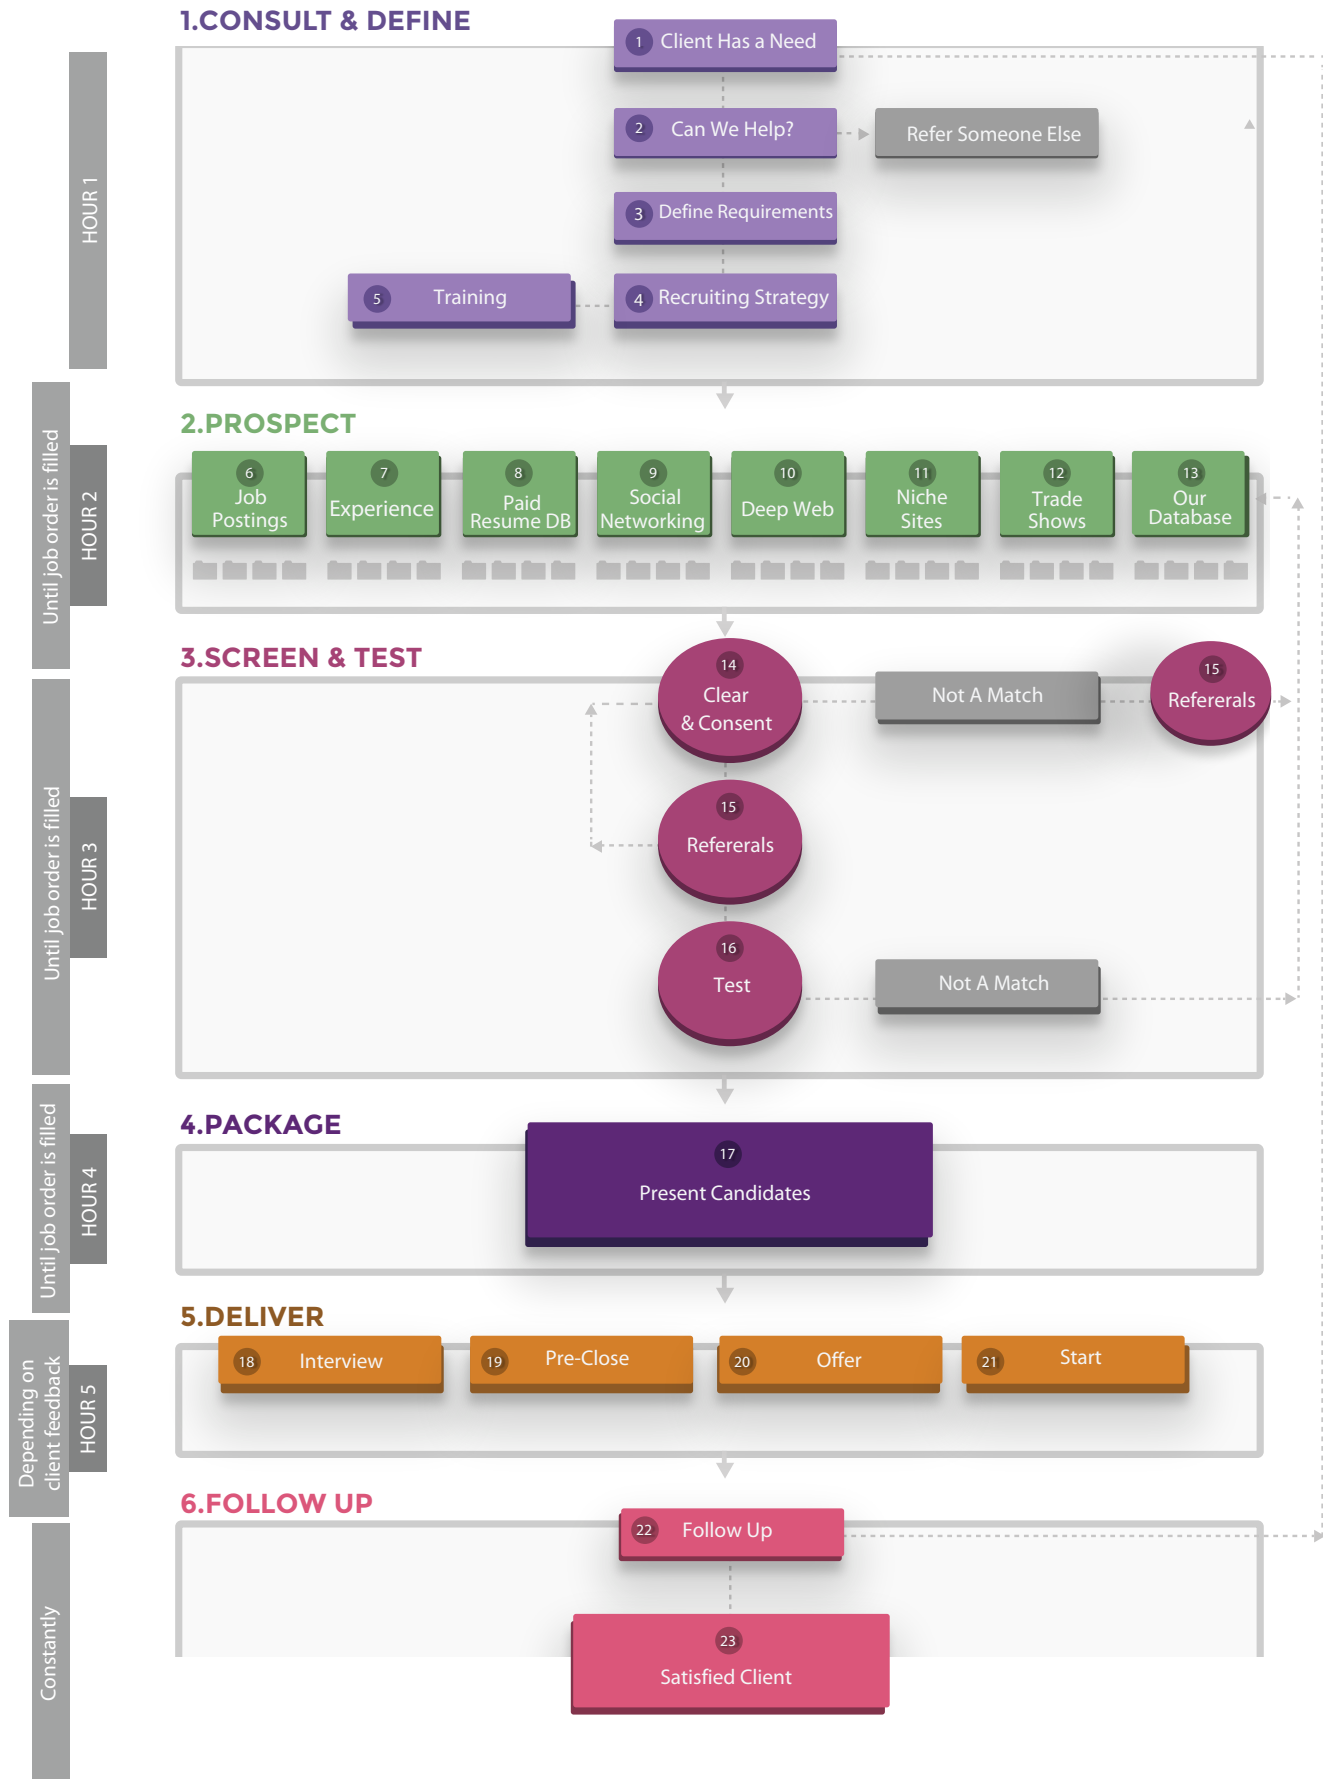 1.CONSULT & DEFINE
1 Client Has a Need
2 Can We Help?
Refer Someone Else
3 Define Requirements
5 Training
4 Recruiting Strategy
HOUR 1
2.PROSPECT
6
Job
Postings
7
Experience
8
Paid
Resume DB
9
Social
Networking
10
Deep Web
11
Niche
Sites
12
Trade
Shows
13
Our
Database
Until job order is filled
HOUR 2
3.SCREEN & TEST
14
Clear
& Consent
Not A Match
15
Refererals
15
Refererals
16
Test
Not A Match
Until job order is filled
HOUR 3
4.PACKAGE
17
Present Candidates
Until job order is filled
HOUR 4
5.DELIVER
18 Interview
19 Pre-Close
20 Offer
21 Start
Depending on
client feedback
HOUR 5
6.FOLLOW UP
22 Follow Up
23
Satisfied Client
Constantly